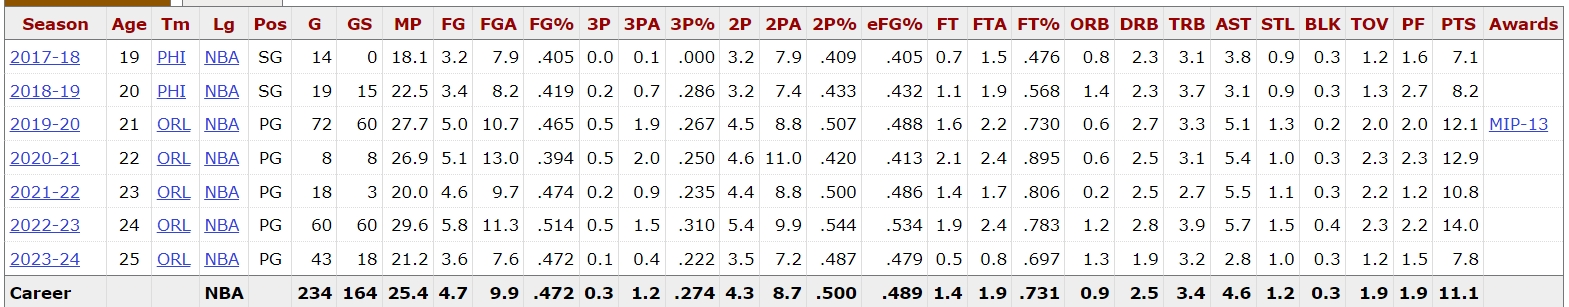 Season Age Tm Lg Pos G GS MP FG FGA FG% 3P 3PA 3P% 2P 2PA 2P% eFG% FT FTA FT% ORB DRB TRB AST STL BLK TOV PF PTS Awards
2017-18 19 PHI NBA SG 14 0 18.1 3.2 7.9 .405 0.0 0.1 .000 3.2 7.9 .409 .405 0.7 1.5 .476 0.8 2.3 3.1 3.8 0.9 0.3 1.2 1.6 7.1
2018-19 20 PHI NBA SG 19 15 22.5 3.4 8.2 .419 0.2 0.7 .286 3.2 7.4 .433 .432 1.1 1.9 .568 1.4 2.3 3.7 3.1 0.9 0.3 1.3 2.7 8.2
2019-20 21 ORL NBA PG 72 60 27.7 5.0 10.7 .465 0.5 1.9 .267 4.5 8.8 .507 .488 1.6 2.2 .730 0.6 2.7 3.3 5.1 1.3 0.2 2.0 2.0 12.1 MIP-13
2020-21 22 ORL NBA PG 8 8 26.9 5.1 13.0 .394 0.5 2.0 .250 4.6 11.0 .420 .413 2.1 2.4 .895 0.6 2.5 3.1 5.4 1.0 0.3 2.3 2.3 12.9
2021-22 23 ORL NBA PG 18 3 20.0 4.6 9.7 .474 0.2 0.9 .235 4.4 8.8 .500 .486 1.4 1.7 .806 0.2 2.5 2.7 5.5 1.1 0.3 2.2 1.2 10.8
2022-23 24 ORL NBA PG 60 60 29.6 5.8 11.3 .514 0.5 1.5 .310 5.4 9.9 .544 .534 1.9 2.4 .783 1.2 2.8 3.9 5.7 1.5 0.4 2.3 2.2 14.0
2023-24 25 ORL NBA PG 43 18 21.2 3.6 7.6 .472 0.1 0.4 .222 3.5 7.2 .487 .479 0.5 0.8 .697 1.3 1.9 3.2 2.8 1.0 0.3 1.2 1.5 7.8
Career NBA 234 164 25.4 4.7 9.9 .472 0.3 1.2 .274 4.3 8.7 .500 .489 1.4 1.9 .731 0.9 2.5 3.4 4.6 1.2 0.3 1.9 1.9 11.1